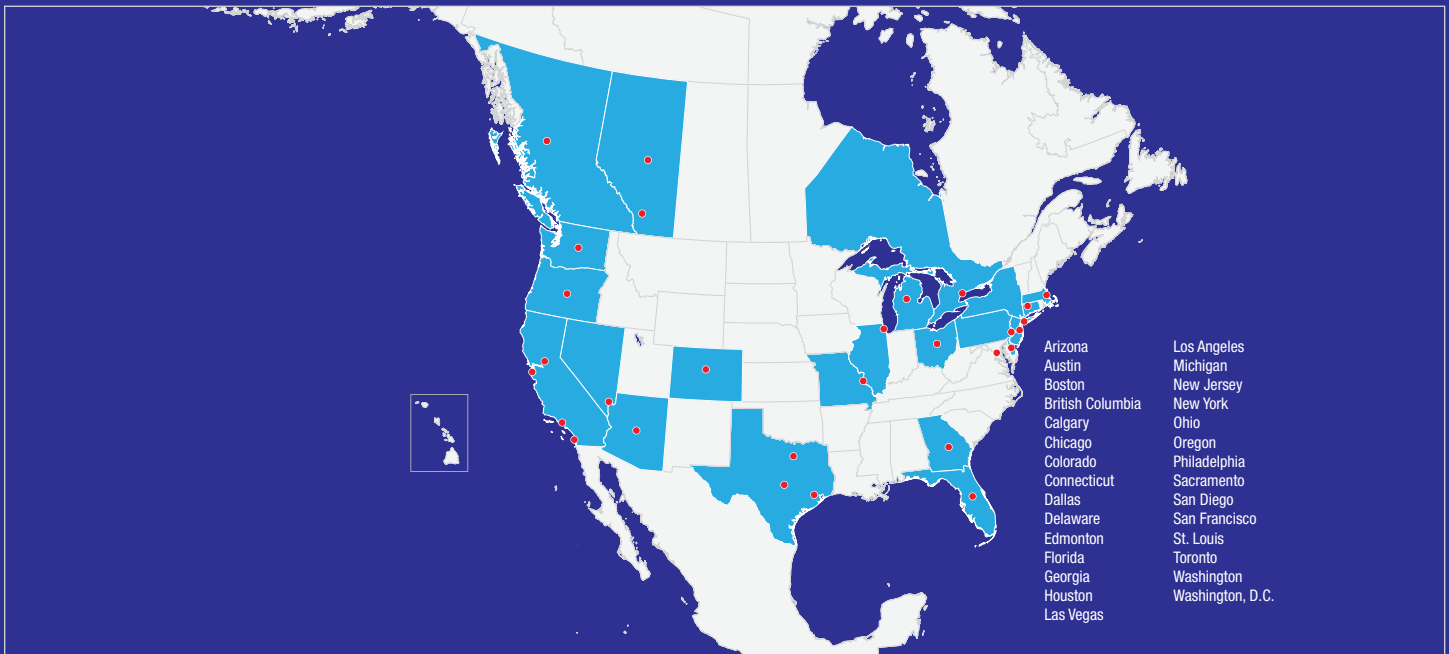 Arizona
Austin
Boston
British Columbia
Calgary
Chicago
Colorado
Connecticut
Dallas
Delaware
Edmonton
Florida
Georgia
Houston
Las Vegas
Los Angeles
Michigan
New Jersey
New York
Ohio
Oregon
Philadelphia
Sacramento
San Diego
San Francisco
St. Louis
Toronto
Washington
Washington, D.C.